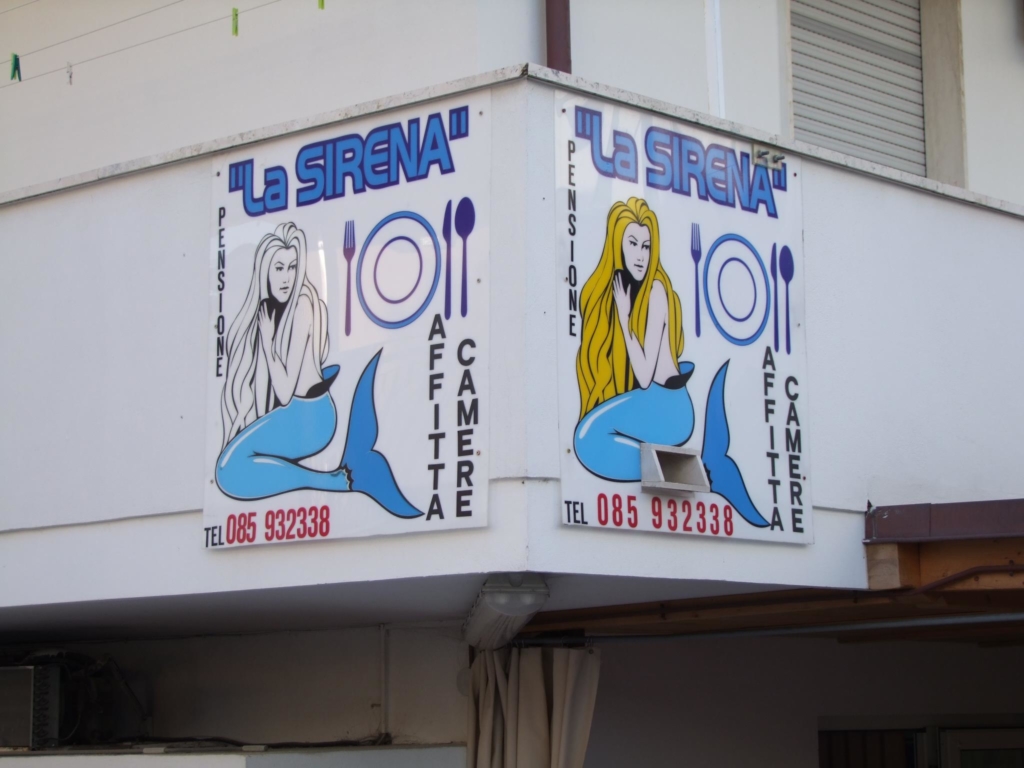 "La SIRENA"
PENSIONE
AFFITTA
CAMERE
TEL 085 932338
"La SIRENA"
PENSIONE
AFFITTA
CAMERE
TEL 085 932338